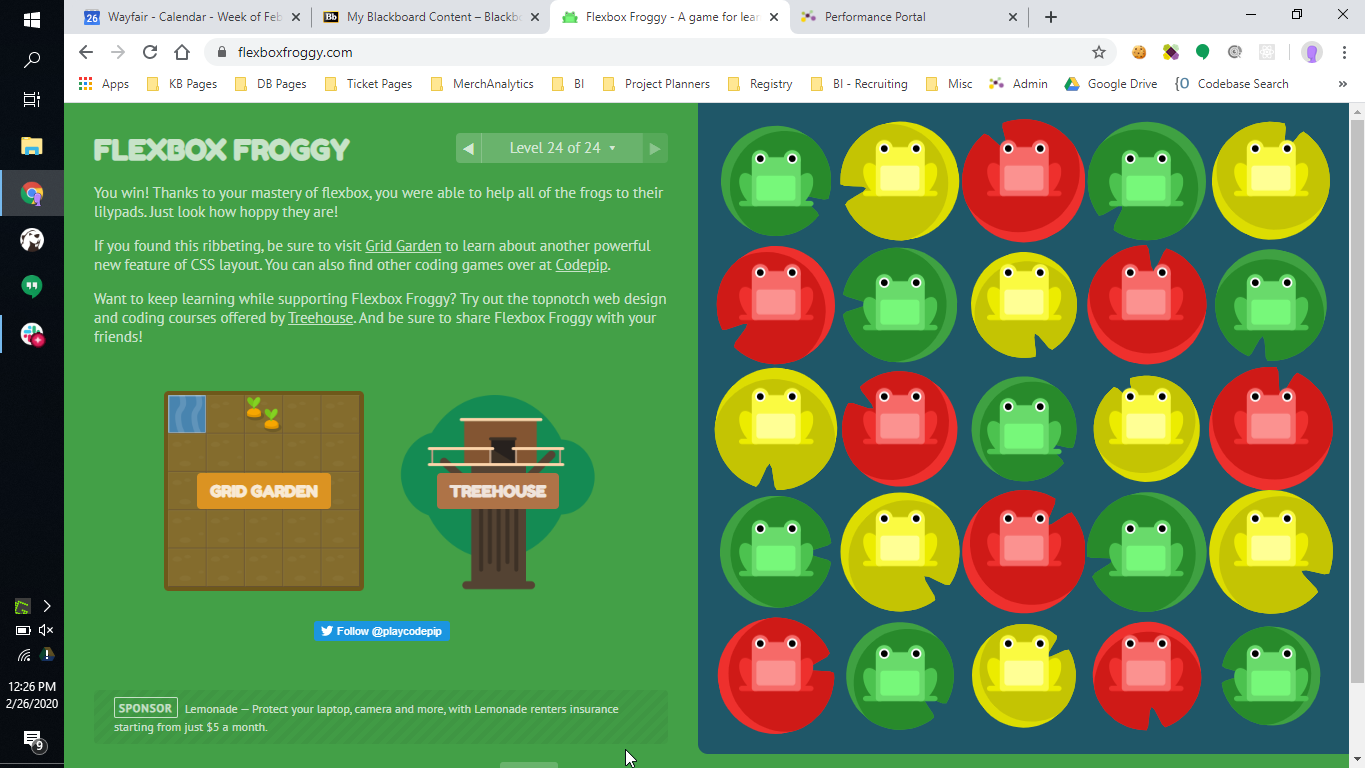 Wayfair - Calendar - Week of Feb
My Blackboard Content – Blackbo
Flexbox Froggy - A game for lear
Performance Portal
flexboxfroggy.com
Apps KB Pages DB Pages Ticket Pages MerchAnalytics BI Project Planners Registry BI - Recruiting Misc Admin Google Drive {O Codebase Search »
FLEXBOX FROGGY
Level 24 of 24
You win! Thanks to your mastery of flexbox, you were able to help all of the frogs to their
lilypads. Just look how hoppy they are!
If you found this ribbeting, be sure to visit Grid Garden to learn about another powerful
new feature of CSS layout. You can also find other coding games over at Codepip.
Want to keep learning while supporting Flexbox Froggy? Try out the topnotch web design
and coding courses offered by Treehouse. And be sure to share Flexbox Froggy with your
friends!
GRID GARDEN
TREEHOUSE
Follow @playcodepip
SPONSOR Lemonade — Protect your laptop, camera and more, with Lemonade renters insurance
starting from just $5 a month.
26
Bb
12:26 PM
2/26/2020
9